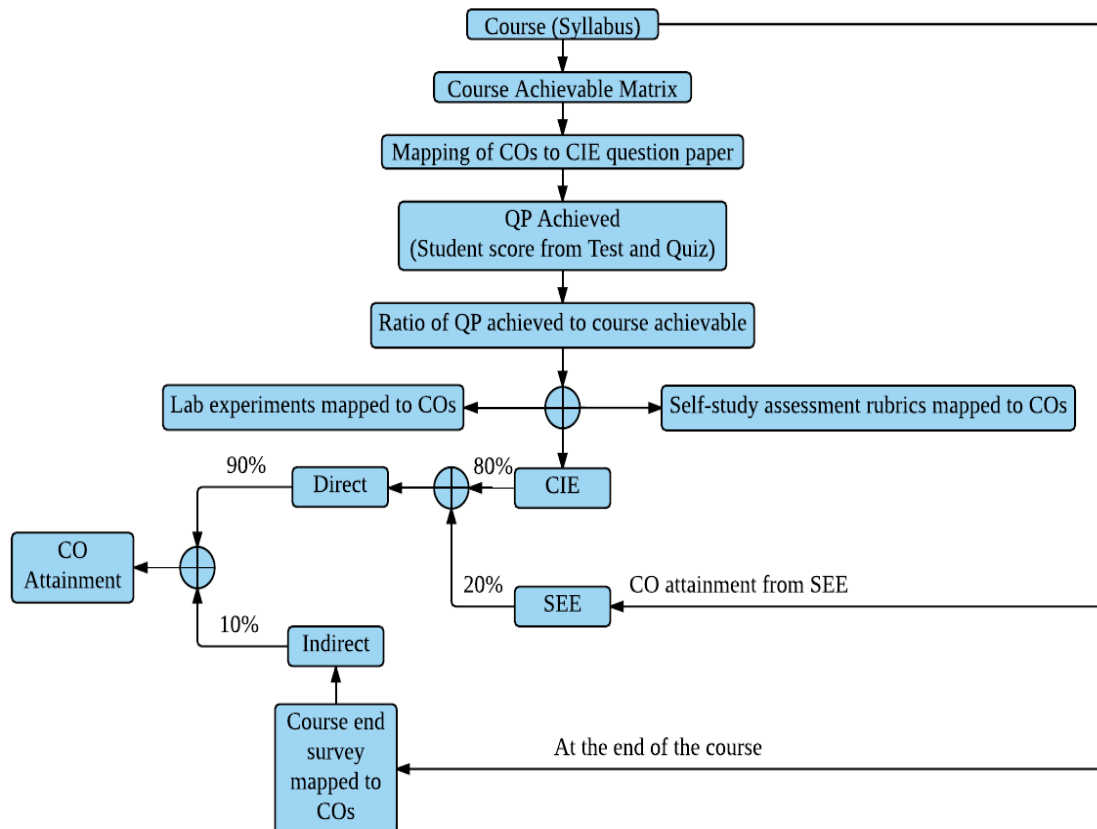 Course (Syllabus)
Course Achievable Matrix
Mapping of COs to CIE question paper
QP Achieved
(Student score from Test and Quiz)
Ratio of QP achieved to course achievable
Lab experiments mapped to COs
Self-study assessment rubrics mapped to COs
90%
Direct
80%
CIE
CO
Attainment
20%
SEE
CO attainment from SEE
10%
Indirect
Course end
survey
mapped to
COs
At the end of the course